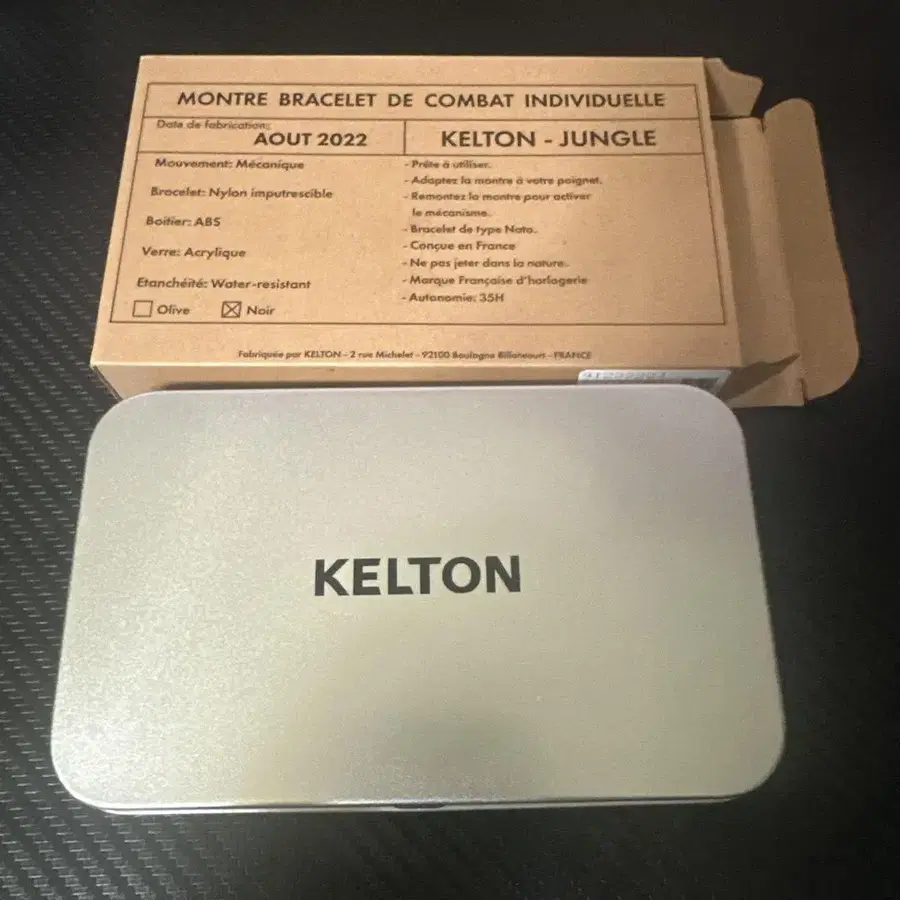 MONTRE BRACELET DE COMBAT INDIVIDUELLE
Date de fabrication:
AOUT 2022
KELTON - JUNGLE
Mouvement: Mécanique
Bracelet: Nylon imputrescible
Boitier: ABS
Verre: Acrylique
Etanchéité: Water-resistant
Olive
Noir
- Prête à utiliser.
- Adaptez la montre à votre poignet.
- Remontez la montre pour activer
le mécanisme.
- Bracelet de type Nato.
- Conçue en France
- Ne pas jeter dans la nature.
- Marque Française d'horlogerie
- Autonomie: 35H
Fabriquée par KELTON - 2 rue Michelet - 92100 Boulogne Billancourt - FRANCE
KELTON